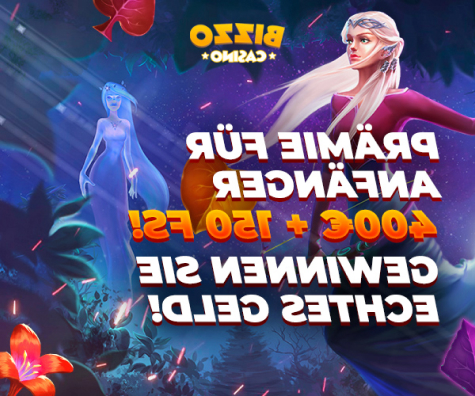 BIZZO
CASINO
PRÄMIE FÜR
ANFÄNGER
400€ + 150 FS!
GEWINNEN SIE
ECHTES GELD!